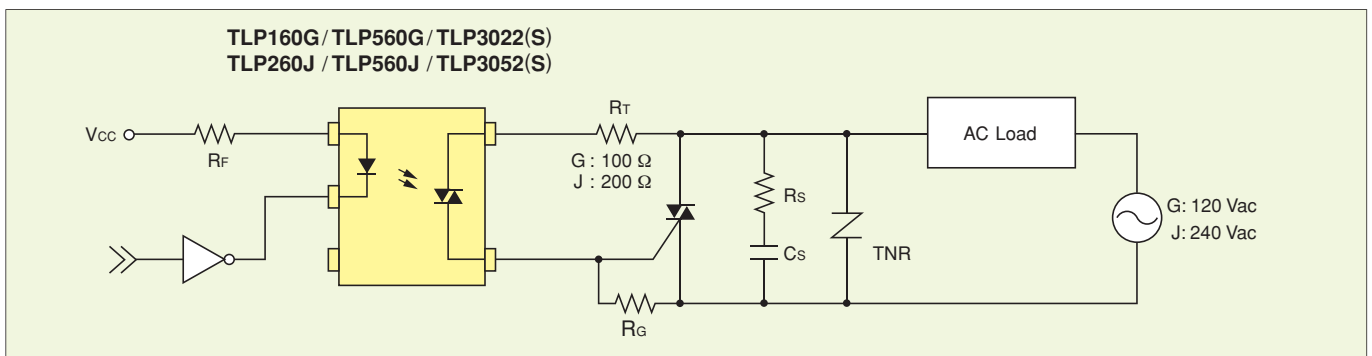 TLP160G/TLP560G/TLP3022(S)
TLP260J/TLP560J/TLP3052(S)
VCC
RF
RT
G : 100 Ω
J : 200 Ω
AC Load
RS
CS
TNR
G: 120 Vac
J: 240 Vac
RG